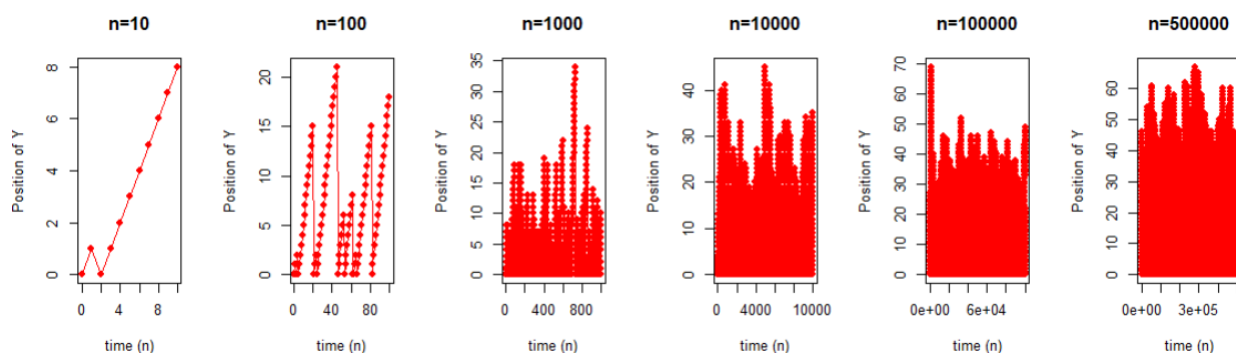 n=10
Position of Y
8
6
4
2
0
0 4 8
time (n)
n=100
Position of Y
20
15
10
5
0
0 40 80
time (n)
n=1000
Position of Y
35
30
25
20
15
10
5
0
0 400 800
time (n)
n=10000
Position of Y
40
30
20
10
0
0 4000 10000
time (n)
n=100000
Position of Y
70
60
50
40
30
20
10
0
0e+00 6e+04
time (n)
n=500000
Position of Y
60
50
40
30
20
10
0
0e+00 3e+05
time (n)